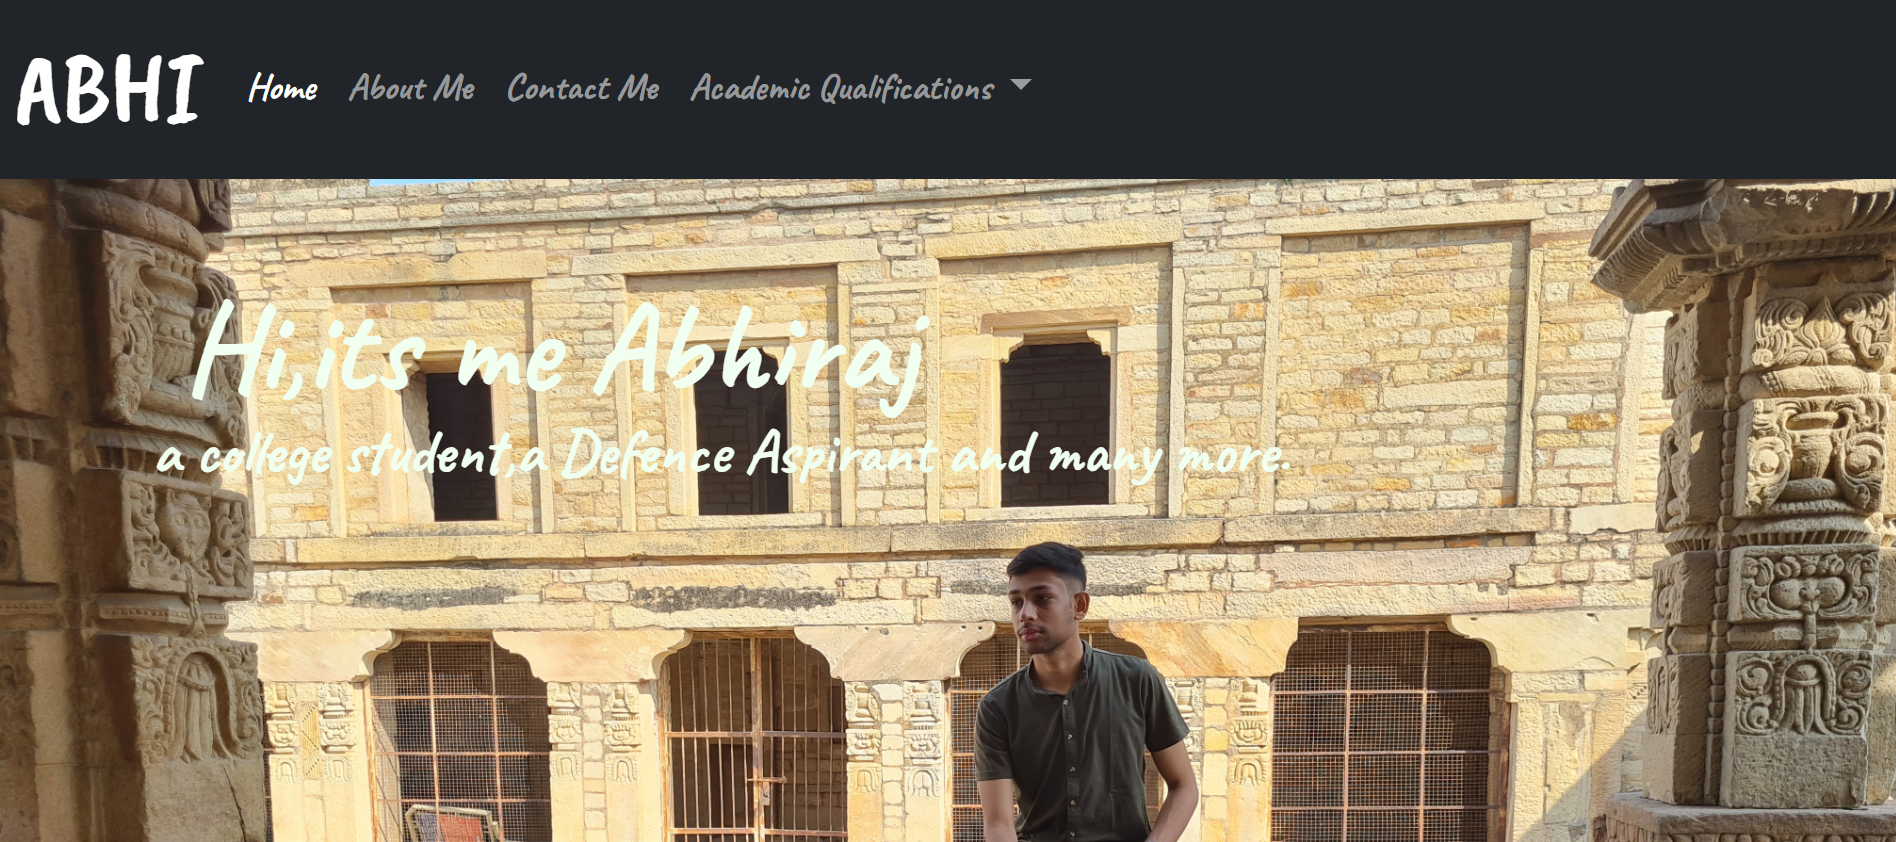 ABHI Home About Me Contact Me Academic Qualifications
Hi,its me Abhiraj
a college student,a Defence Aspirant and many more.